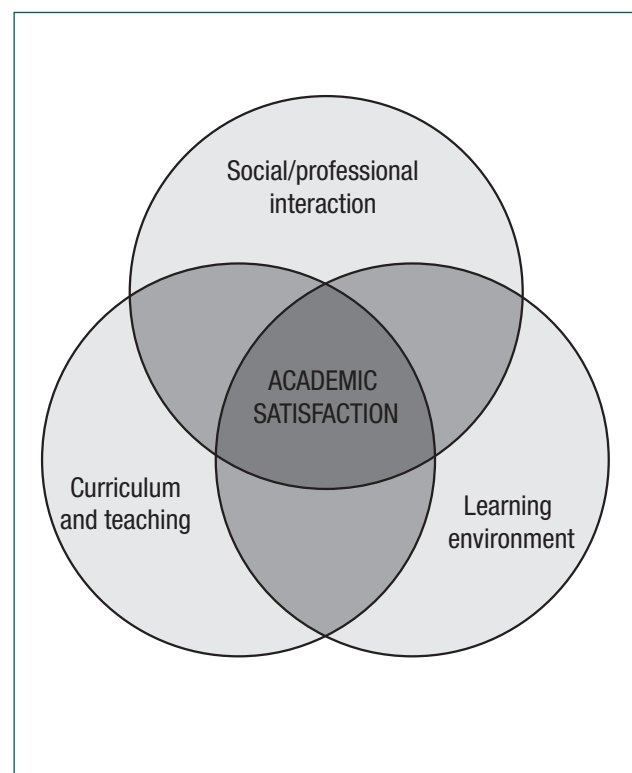 Social/professional
interaction
ACADEMIC
SATISFACTION
Curriculum
and teaching
Learning
environment